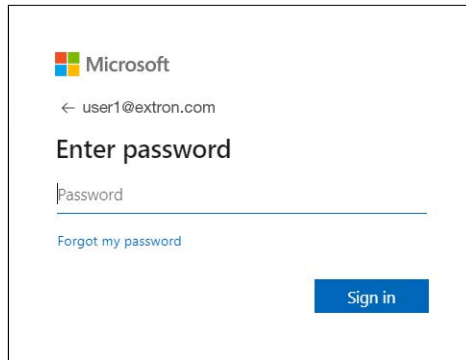 Microsoft
← user1@extron.com
Enter password
Password
Forgot my password
Sign in